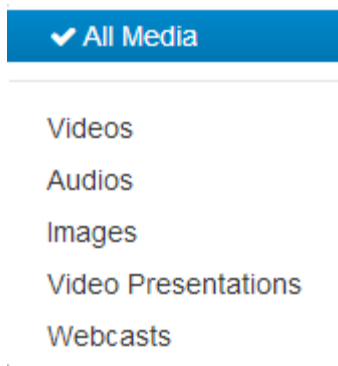 ✔ All Media
Videos
Audios
Images
Video Presentations
Webcasts